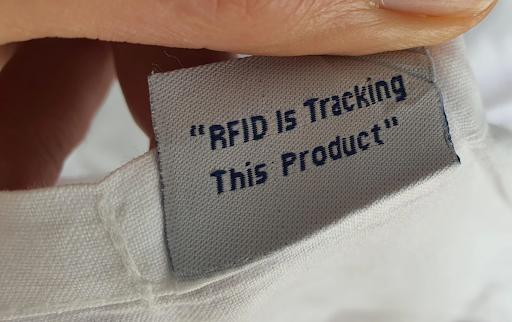 "RFID Is Tracking
This Product"